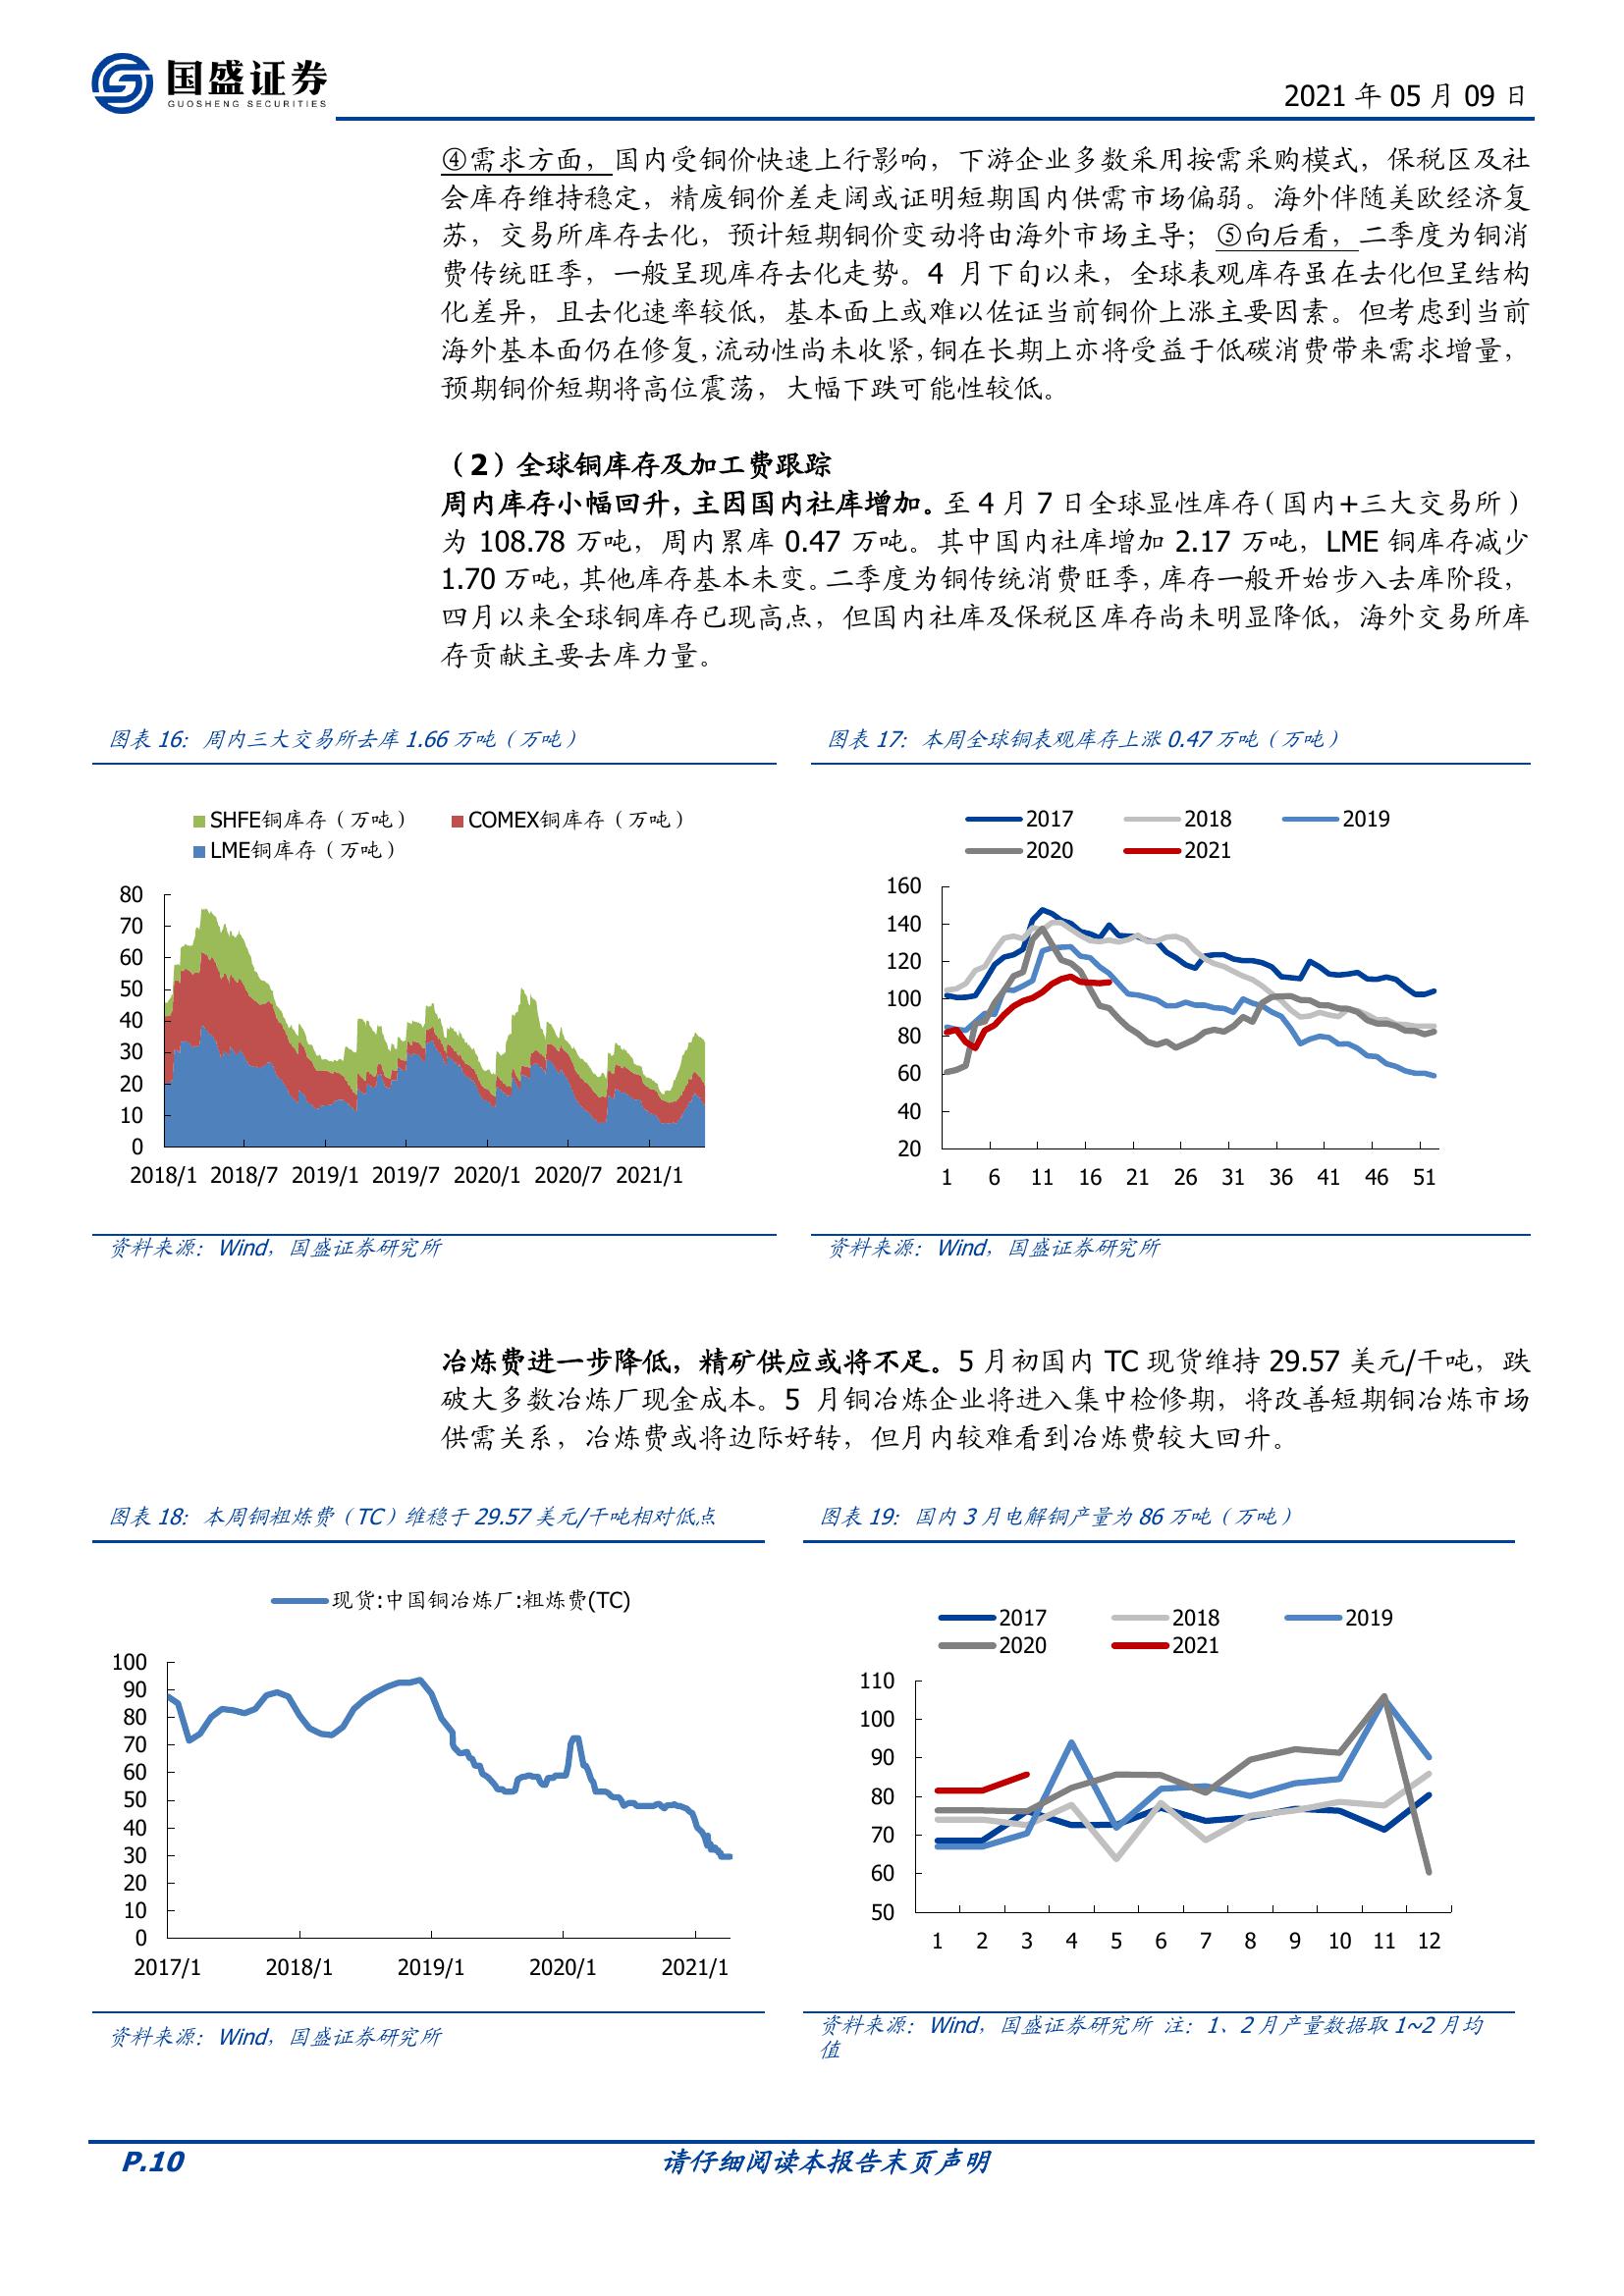 国盛证券
GUOSHENG SECURITIES
2021 年 05 月 09 日
④需求方面，国内受铜价快速上行影响，下游企业多数采用按需采购模式，保税区及社
会库存维持稳定，精废铜价差走阔或证明短期国内供需市场偏弱。海外伴随美欧经济复
苏，交易所库存去化，预计短期铜价变动将由海外市场主导；⑤向后看，二季度为铜消
费传统旺季，一般呈现库存去化走势。4 月下旬以来，全球表观库存虽在去化但呈结构
化差异，且去化速率较低，基本面上或难以佐证当前铜价上涨主要因素。但考虑到当前
海外基本面仍在修复，流动性尚未收紧，铜在长期上亦将受益于低碳消费带来需求增量，
预期铜价短期将高位震荡，大幅下跌可能性较低。
（2）全球铜库存及加工费跟踪
周内库存小幅回升，主因国内社库增加。至 4 月 7 日全球显性库存（国内+三大交易所）
为 108.78 万吨，周内累库 0.47 万吨。其中国内社库增加 2.17 万吨，LME 铜库存减少
1.70 万吨，其他库存基本未变。二季度为铜传统消费旺季，库存一般开始步入去库阶段，
四月以来全球铜库存已现高点，但国内社库及保税区库存尚未明显降低，海外交易所库
存贡献主要去库力量。
图表 16：周内三大交易所去库 1.66 万吨（万吨）
SHFE铜库存（万吨） COMEX铜库存（万吨）
LME铜库存（万吨）
80
70
60
50
40
30
20
10
0
2018/1 2018/7 2019/1 2019/7 2020/1 2020/7 2021/1
资料来源：Wind，国盛证券研究所
图表 17：本周全球铜表观库存上涨 0.47 万吨（万吨）
2017 2018 2019
2020 2021
160
140
120
100
80
60
40
20
1 6 11 16 21 26 31 36 41 46 51
资料来源：Wind，国盛证券研究所
冶炼费进一步降低，精矿供应或将不足。5 月初国内 TC 现货维持 29.57 美元/干吨，跌
破大多数冶炼厂现金成本。5 月铜冶炼企业将进入集中检修期，将改善短期铜冶炼市场
供需关系，冶炼费或将边际好转，但月内较难看到冶炼费较大回升。
图表 18：本周铜粗炼费（TC）维稳于 29.57 美元/干吨相对低点
现货:中国铜冶炼厂:粗炼费(TC)
100
90
80
70
60
50
40
30
20
10
0
2017/1 2018/1 2019/1 2020/1 2021/1
资料来源：Wind，国盛证券研究所
图表 19：国内 3 月电解铜产量为 86 万吨（万吨）
2017 2018 2019
2020 2021
110
100
90
80
70
60
50
1 2 3 4 5 6 7 8 9 10 11 12
资料来源：Wind，国盛证券研究所 注：1、2 月产量数据取 1~2 月均
值
P.10 请仔细阅读本报告末页声明